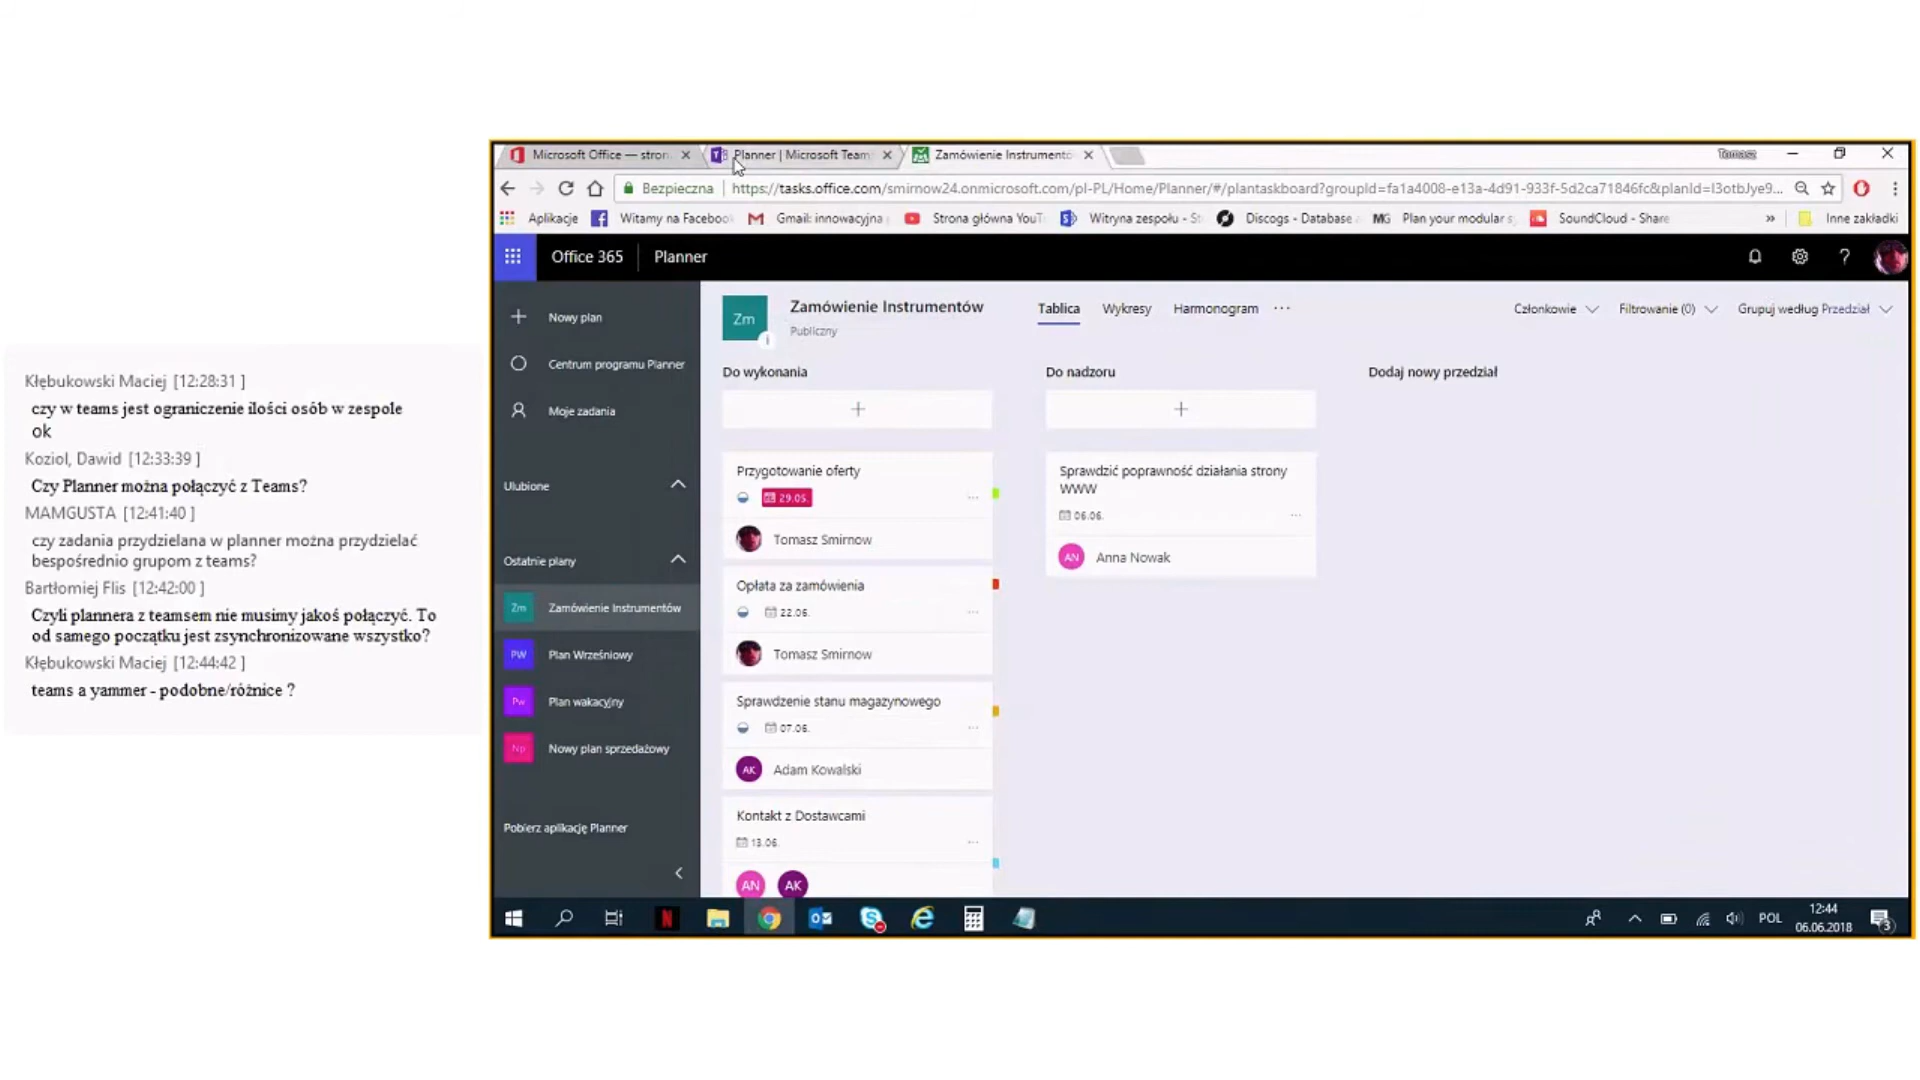 Kłębukowski Maciej [12:28:31 ]
czy w teams jest ograniczenie ilości osób w zespole
ok
Koziol, Dawid [12:33:39 ]
Czy Planner można połączyć z Teams?
MAMGUSTA [12:41:40 ]
czy zadania przydzielana w planner można przydzielać
bespośrednio grupom z teams?
Bartłomiej Flis [12:42:00 ]
Czyli plannera z teamsem nie musimy jakoś połączyć. To
od samego początku jest zsynchronizowane wszystko?
Kłębukowski Maciej [12:44:42 ]
teams a yammer - podobne/różnice ?
Microsoft Office — stron
Planner | Microsoft Team
Zamówienie Instrumento
Tomasz
Bezpieczna
https://tasks.office.com/smirnow24.onmicrosoft.com/pl-PL/Home/Planner/#/plantaskboard?groupId=fa1a4008-e13a-4d91-933f-5d2ca71846fc&planId=I3otbJye9...
Aplikacje
Witamy na Faceboo
Gmail: innowacyjna
Strona główna YouT
Witryna zespołu - St
Discogs - Database
MG Plan your modular s
SoundCloud - Share
»
Inne zakładki
Office 365
Planner
Nowy plan
Centrum programu Planner
Moje zadania
Ulubione
Ostatnie plany
Zm Zamówienie Instrumentów
PW Plan Wrześniowy
Pw Plan wakacyjny
Np Nowy plan sprzedażowy
Pobierz aplikację Planner
Zm
Zamówienie Instrumentów
Publiczny
Tablica
Wykresy
Harmonogram
Członkowie
Filtrowanie (0)
Grupuj według Przedział
Do wykonania
Przygotowanie oferty
29.05.
Tomasz Smirnow
Opłata za zamówienia
22.06.
Tomasz Smirnow
Sprawdzenie stanu magazynowego
07.06.
AK Adam Kowalski
Kontakt z Dostawcami
13.06.
AN AK
Do nadzoru
Sprawdzić poprawność działania strony
WWW
06.06.
AN Anna Nowak
Dodaj nowy przedział
POL
12:44
06.06.2018
3